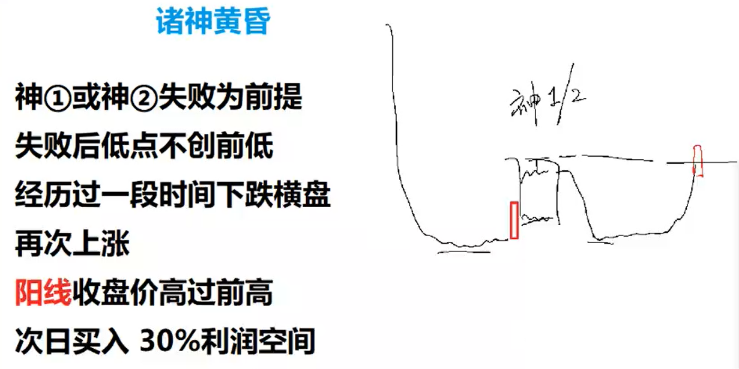 诸神黄昏
神①或神②失败为前提
失败后低点不创前低
经历过一段时间下跌横盘
再次上涨
阳线收盘价高过前高
次日买入 30%利润空间
神1/2